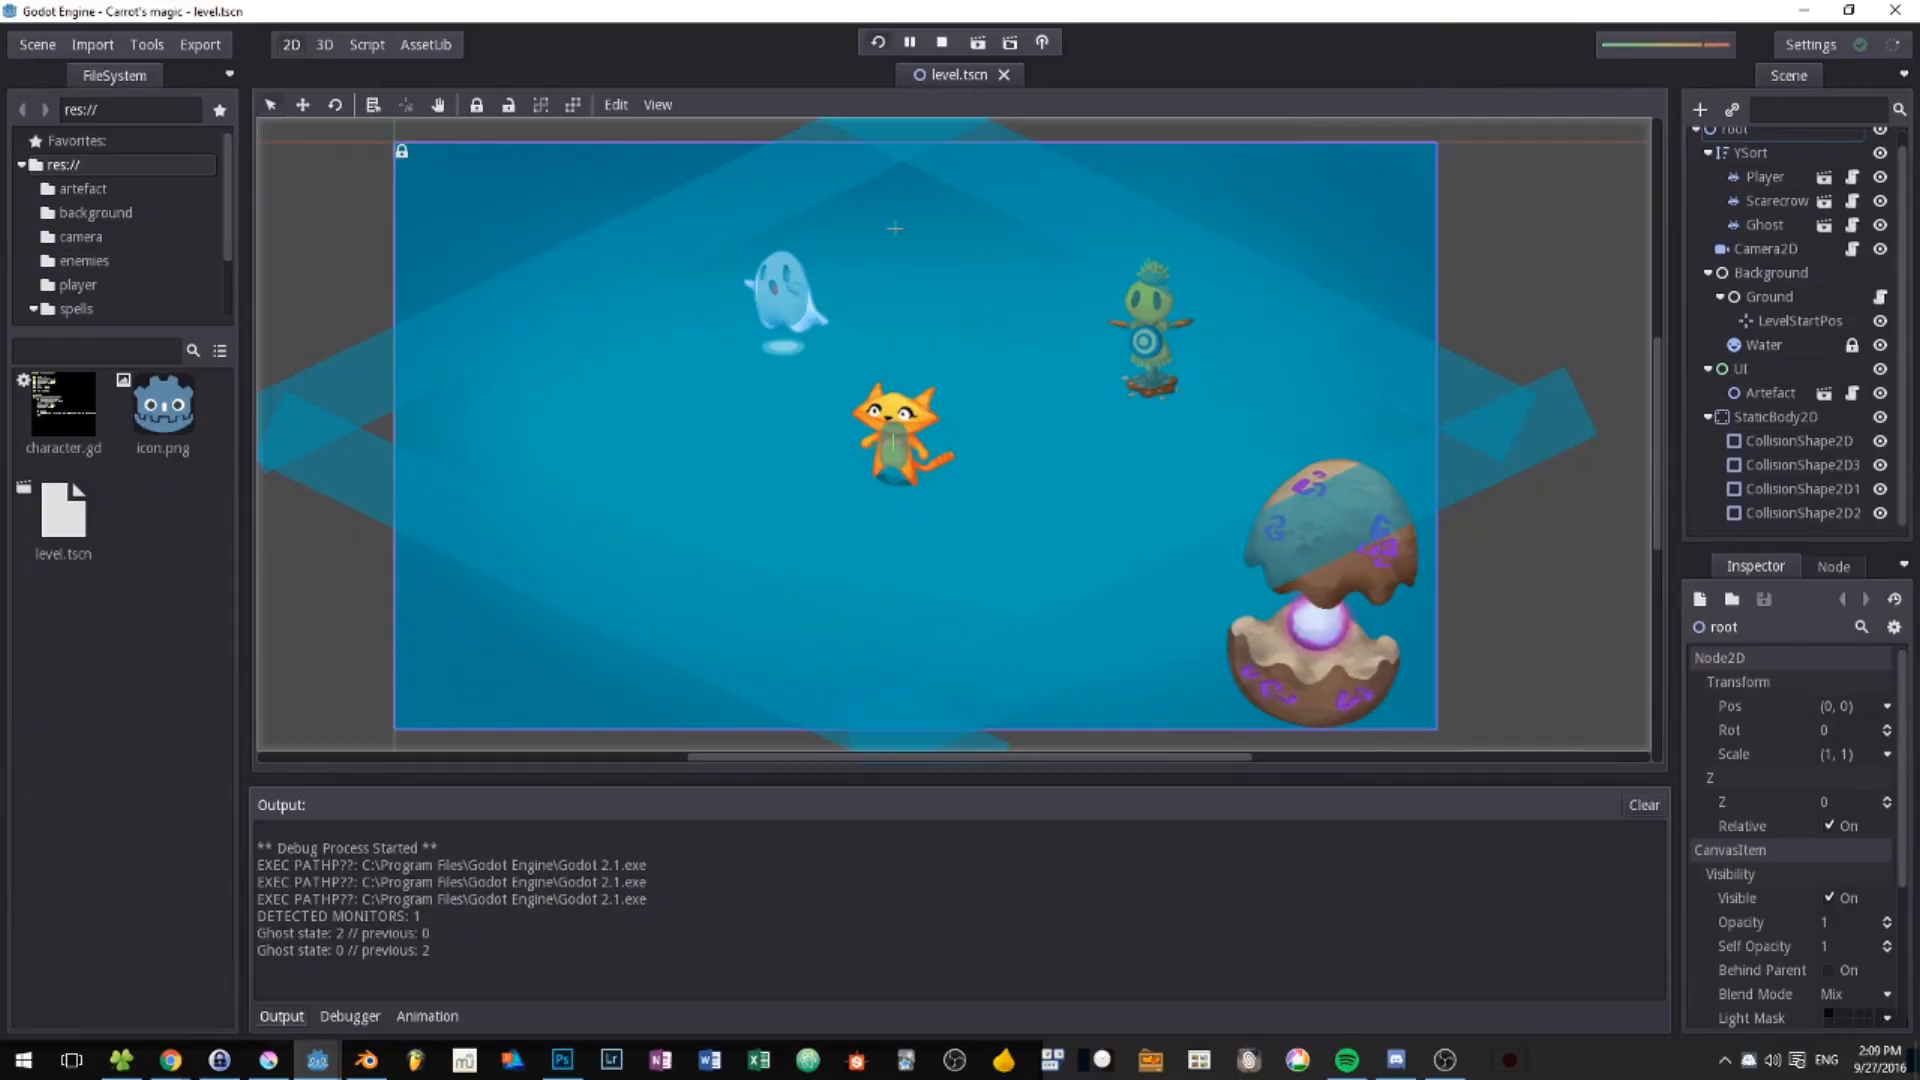 Godot Engine - Carrot's magic - level.tscn
Scene Import Tools Export
2D 3D Script AssetLib
Settings
FileSystem
level.tscn
Scene
res://
Edit View
Favorites:
res://
artefact
background
camera
enemies
player
spells
character.gd
icon.png
level.tscn
root
YSort
Player
Scarecrow
Ghost
Camera2D
Background
Ground
LevelStartPos
Water
UI
Artefact
StaticBody2D
CollisionShape2D
CollisionShape2D3
CollisionShape2D1
CollisionShape2D2
Inspector Node
root
Node2D
Transform
Pos (0, 0)
Rot 0
Scale (1, 1)
Z
Z 0
Relative On
CanvasItem
Visibility
Visible On
Opacity 1
Self Opacity 1
Behind Parent On
Blend Mode Mix
Light Mask
Output:
Clear
** Debug Process Started **
EXEC PATHP??: C:\Program Files\Godot Engine\Godot 2.1.exe
EXEC PATHP??: C:\Program Files\Godot Engine\Godot 2.1.exe
EXEC PATHP??: C:\Program Files\Godot Engine\Godot 2.1.exe
DETECTED MONITORS: 1
Ghost state: 2 // previous: 0
Ghost state: 0 // previous: 2
Output Debugger Animation
Ps
Lr
ENG
2:09 PM
9/27/2016